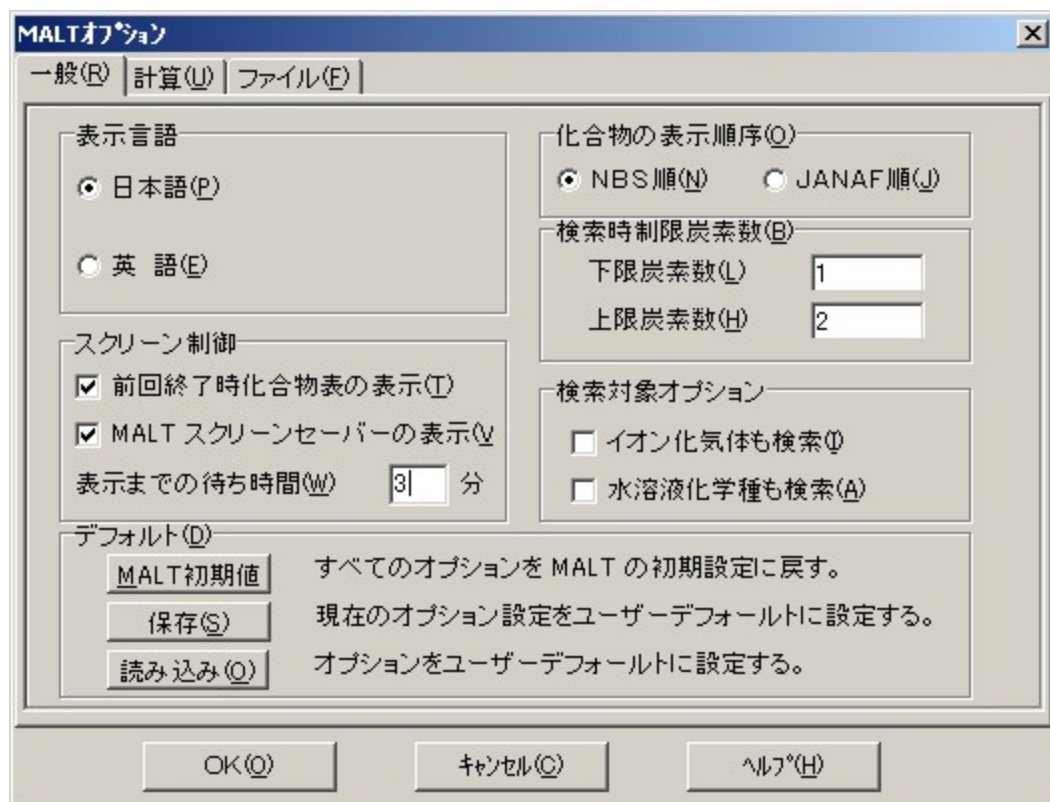 MALTｵﾌﾟｼｮﾝ
一般(R) 計算(U) ファイル(F)
表示言語
日本語(P)
英 語(E)
化合物の表示順序(O)
NBS順(N) JANAF順(J)
検索時制限炭素数(B)
下限炭素数(L) 1
上限炭素数(H) 2
スクリーン制御
前回終了時化合物表の表示(T)
MALT スクリーンセーバーの表示(V
表示までの待ち時間(W) 3 分
検索対象オプション
イオン化気体も検索(I)
水溶液化学種も検索(A)
デフォルト(D)
MALT初期値 すべてのオプションを MALT の初期設定に戻す。
保存(S) 現在のオプション設定をユーザーデフォールトに設定する。
読み込み(O) オプションをユーザーデフォールトに設定する。
OK(O) ｷｬﾝｾﾙ(C) ﾍﾙﾌﾟ(H)